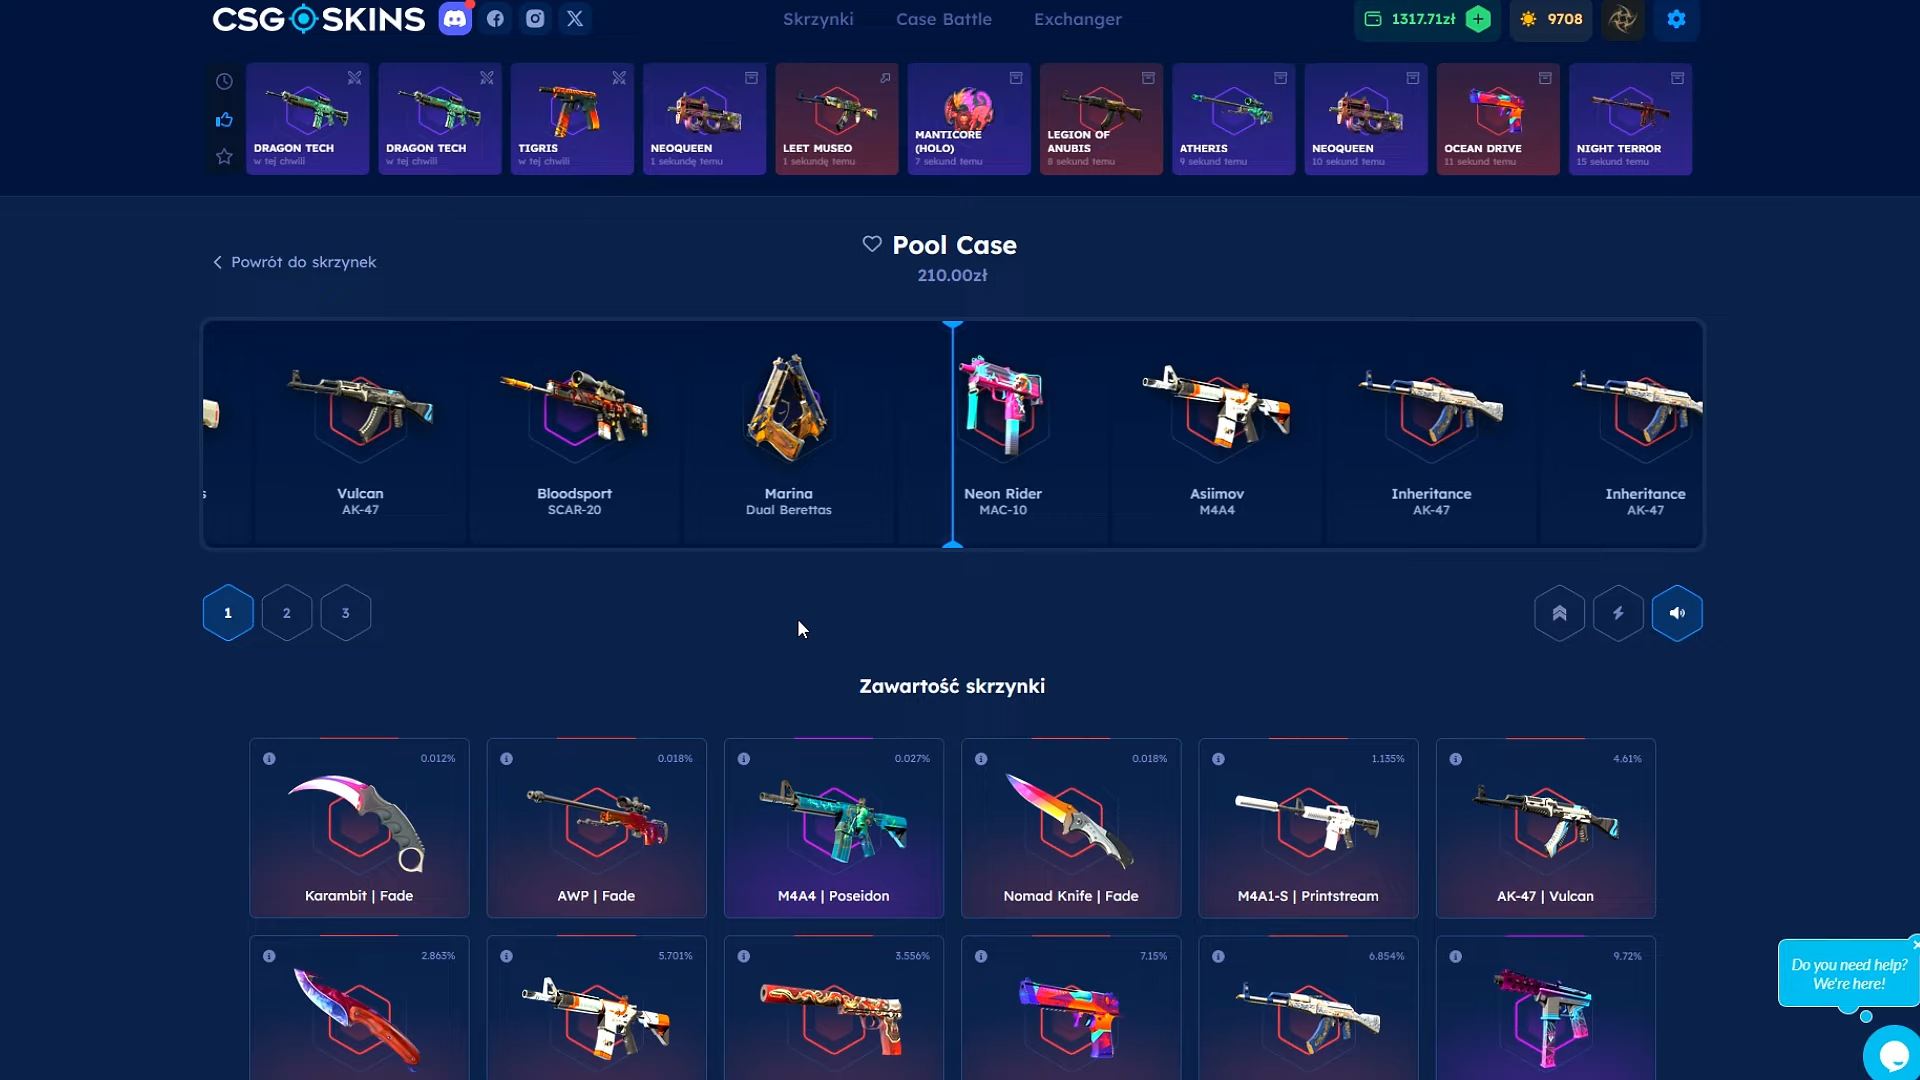 CSG SKINS
Skrzynki
Case Battle
Exchanger
1317.71zł
+
9708
DRAGON TECH
w tej chwili
DRAGON TECH
w tej chwili
TIGRIS
w tej chwili
NEOQUEEN
1 sekundę temu
LEET MUSEO
1 sekundę temu
MANTICORE
(HOLO)
7 sekund temu
LEGION OF
ANUBIS
8 sekund temu
ATHERIS
9 sekund temu
NEOQUEEN
10 sekund temu
OCEAN DRIVE
11 sekund temu
NIGHT TERROR
15 sekund temu
Powrót do skrzynek
Pool Case
210.00zł
s
Vulcan
AK-47
Bloodsport
SCAR-20
Marina
Dual Berettas
Neon Rider
MAC-10
Asiimov
M4A4
Inheritance
AK-47
Inheritance
AK-47
1
2
3
Zawartość skrzynki
0.012%
Karambit | Fade
0.018%
AWP | Fade
0.027%
M4A4 | Poseidon
0.018%
Nomad Knife | Fade
1.135%
M4A1-S | Printstream
4.61%
AK-47 | Vulcan
2.863%
5.701%
3.556%
7.15%
6.854%
9.72%
Do you need help?
We're here!